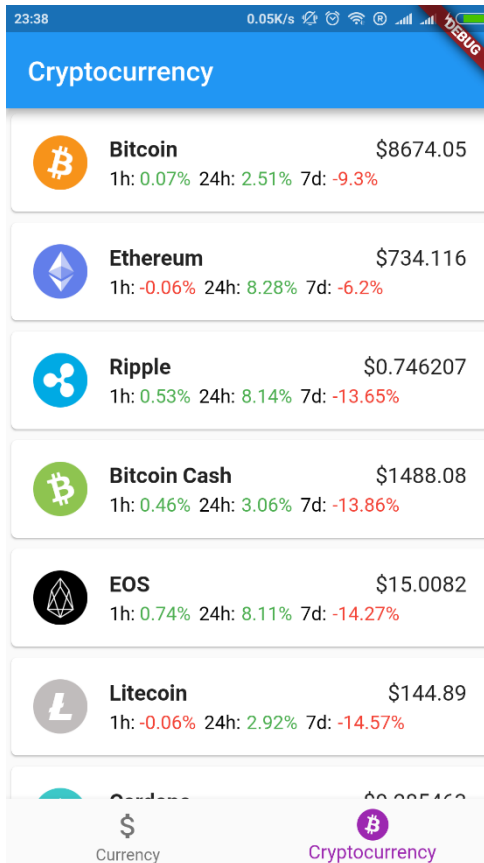 23:38 0.05K/s
DEBUG
Cryptocurrency
Bitcoin $8674.05
1h: 0.07% 24h: 2.51% 7d: -9.3%
Ethereum $734.116
1h: -0.06% 24h: 8.28% 7d: -6.2%
Ripple $0.746207
1h: 0.53% 24h: 8.14% 7d: -13.65%
Bitcoin Cash $1488.08
1h: 0.46% 24h: 3.06% 7d: -13.86%
EOS $15.0082
1h: 0.74% 24h: 8.11% 7d: -14.27%
Litecoin $144.89
1h: -0.06% 24h: 2.92% 7d: -14.57%
Currency Cryptocurrency